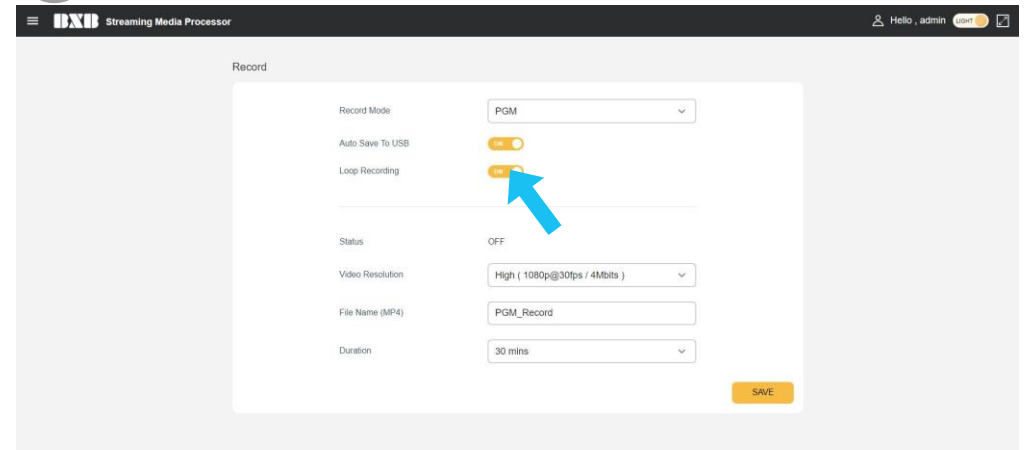 BXB Streaming Media Processor Hello , admin LIGHT
Record
Record Mode PGM
Auto Save To USB ON
Loop Recording ON
Status OFF
Video Resolution High ( 1080p@30fps / 4Mbits )
File Name (MP4) PGM_Record
Duration 30 mins
SAVE